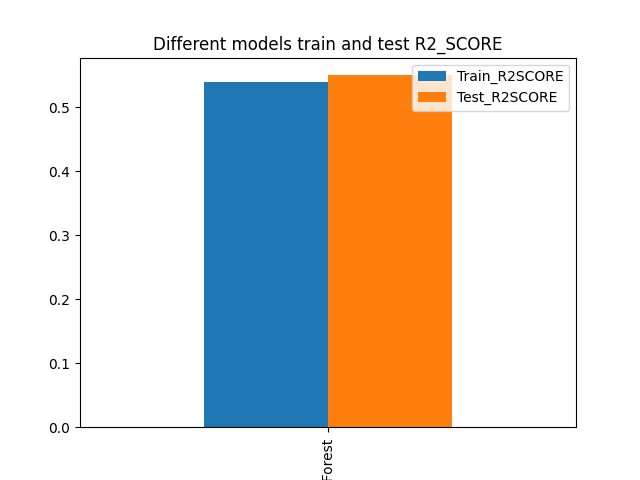 Different models train and test R2_SCORE
Train_R2SCORE
Test_R2SCORE
0.5
0.4
0.3
0.2
0.1
0.0
Forest